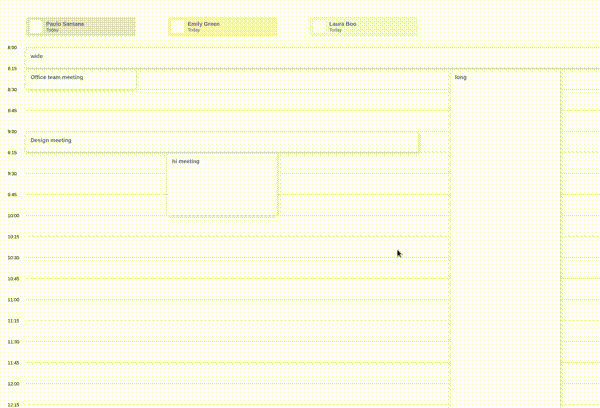 Paolo Santana
Today
Emily Green
Today
Laura Boo
Today
8:00
wide
8:15
Office team meeting
long
8:30
8:45
9:00
Design meeting
9:15
hi meeting
9:30
9:45
10:00
10:15
10:30
10:45
11:00
11:15
11:30
11:45
12:00
12:15